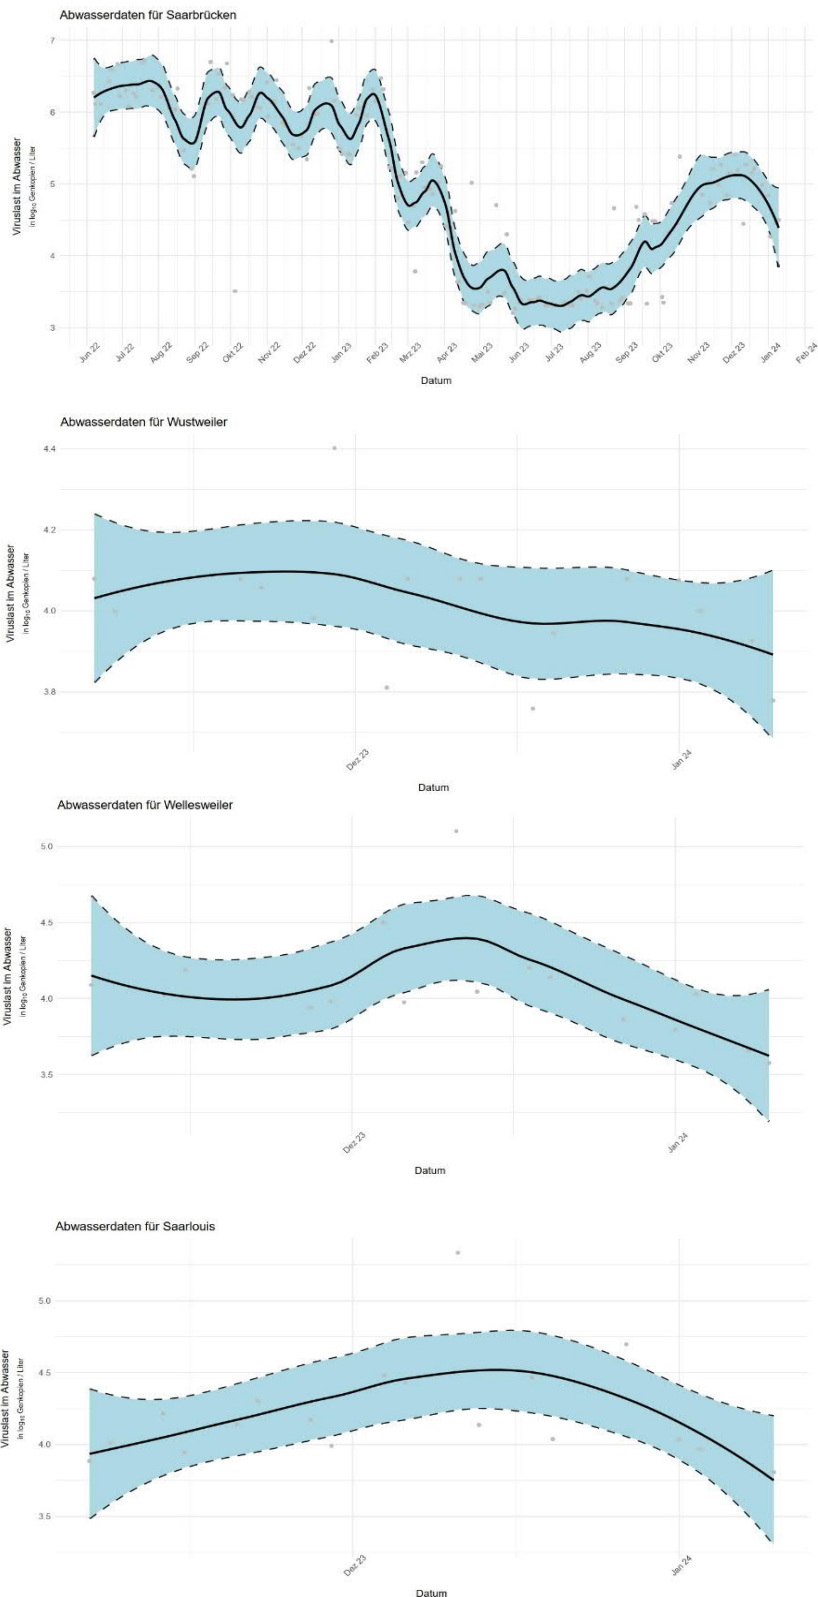 Abwasserdaten für Saarbrücken
7
6
5
4
3
Viruslast im Abwasser
in log₁₀ Genkopien / Liter
Jun 22
Jul 22
Aug 22
Sep 22
Okt 22
Nov 22
Dez 22
Jan 23
Feb 23
Mrz 23
Apr 23
Mai 23
Jun 23
Jul 23
Aug 23
Sep 23
Okt 23
Nov 23
Dez 23
Jan 24
Feb 24
Datum
Abwasserdaten für Wustweiler
4.4
4.2
4.0
3.8
Viruslast im Abwasser
in log₁₀ Genkopien / Liter
Dez 23
Jan 24
Datum
Abwasserdaten für Wellesweiler
5.0
4.5
4.0
3.5
Viruslast im Abwasser
in log₁₀ Genkopien / Liter
Dez 23
Jan 24
Datum
Abwasserdaten für Saarlouis
5.0
4.5
4.0
3.5
Viruslast im Abwasser
in log₁₀ Genkopien / Liter
Dez 23
Jan 24
Datum